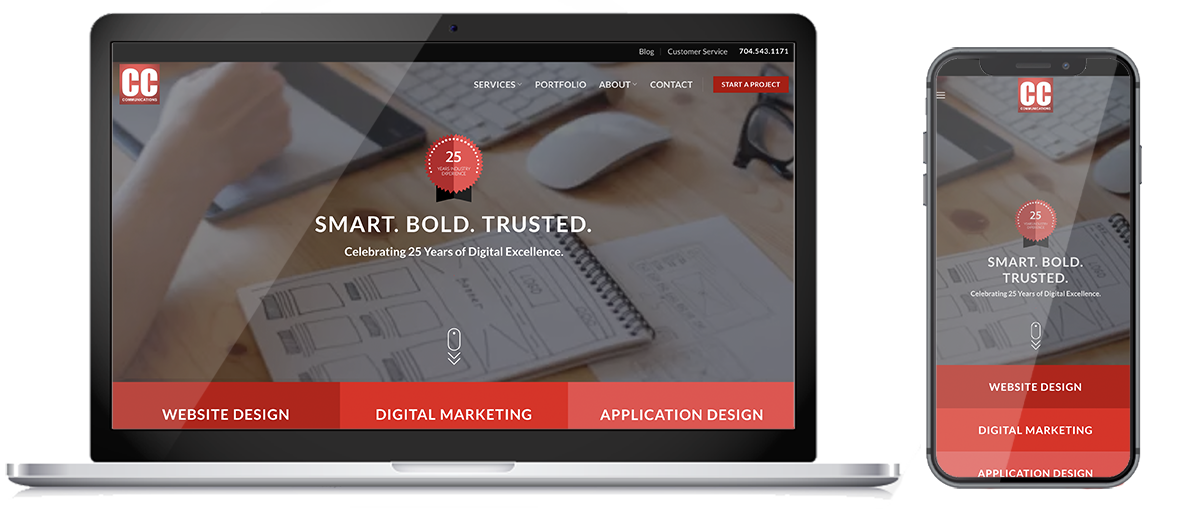 Blog
Customer Service
704.543.1171
CC
COMMUNICATIONS
SERVICES
PORTFOLIO
ABOUT
CONTACT
START A PROJECT
25
YEARS INDUSTRY
EXPERIENCE
SMART. BOLD. TRUSTED.
Celebrating 25 Years of Digital Excellence.
LOGO
WEBSITE DESIGN
DIGITAL MARKETING
APPLICATION DESIGN
CC
COMMUNICATIONS
25
YEARS INDUSTRY
EXPERIENCE
SMART. BOLD.
TRUSTED.
Celebrating 25 Years of Digital Excellence.
WEBSITE DESIGN
DIGITAL MARKETING
APPLICATION DESIGN